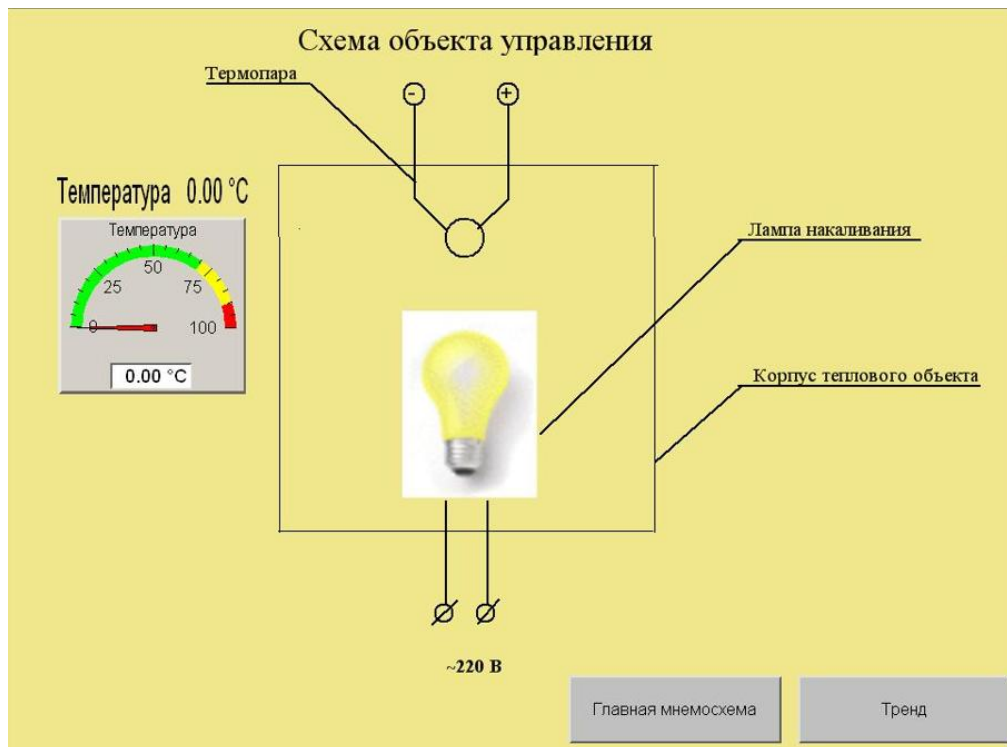 Схема объекта управления
Термопара
- +
Температура 0.00 °C
Температура
0 25 50 75 100
0.00 °C
Лампа накаливания
Корпус теплового объекта
~220 В
Главная мнемосхема
Тренд